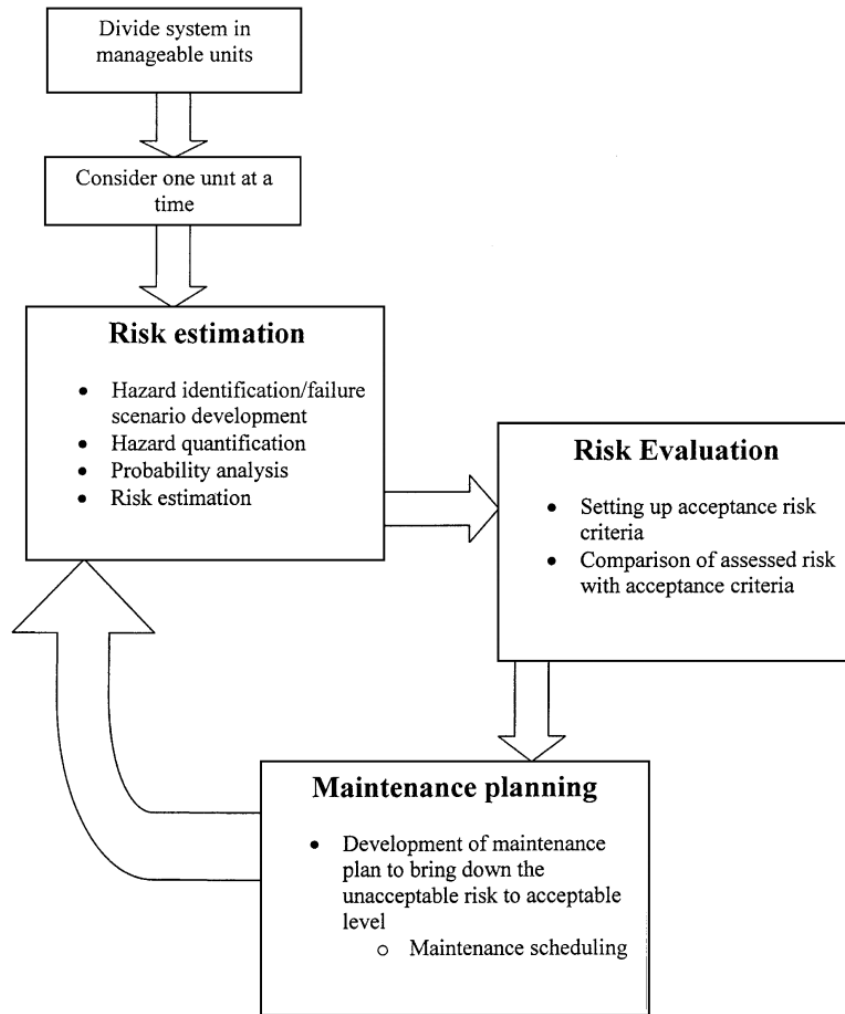 Divide system in
manageable units
Consider one unit at a
time
Risk estimation
• Hazard identification/failure
scenario development
• Hazard quantification
• Probability analysis
• Risk estimation
Risk Evaluation
• Setting up acceptance risk
criteria
• Comparison of assessed risk
with acceptance criteria
Maintenance planning
• Development of maintenance
plan to bring down the
unacceptable risk to acceptable
level
o Maintenance scheduling